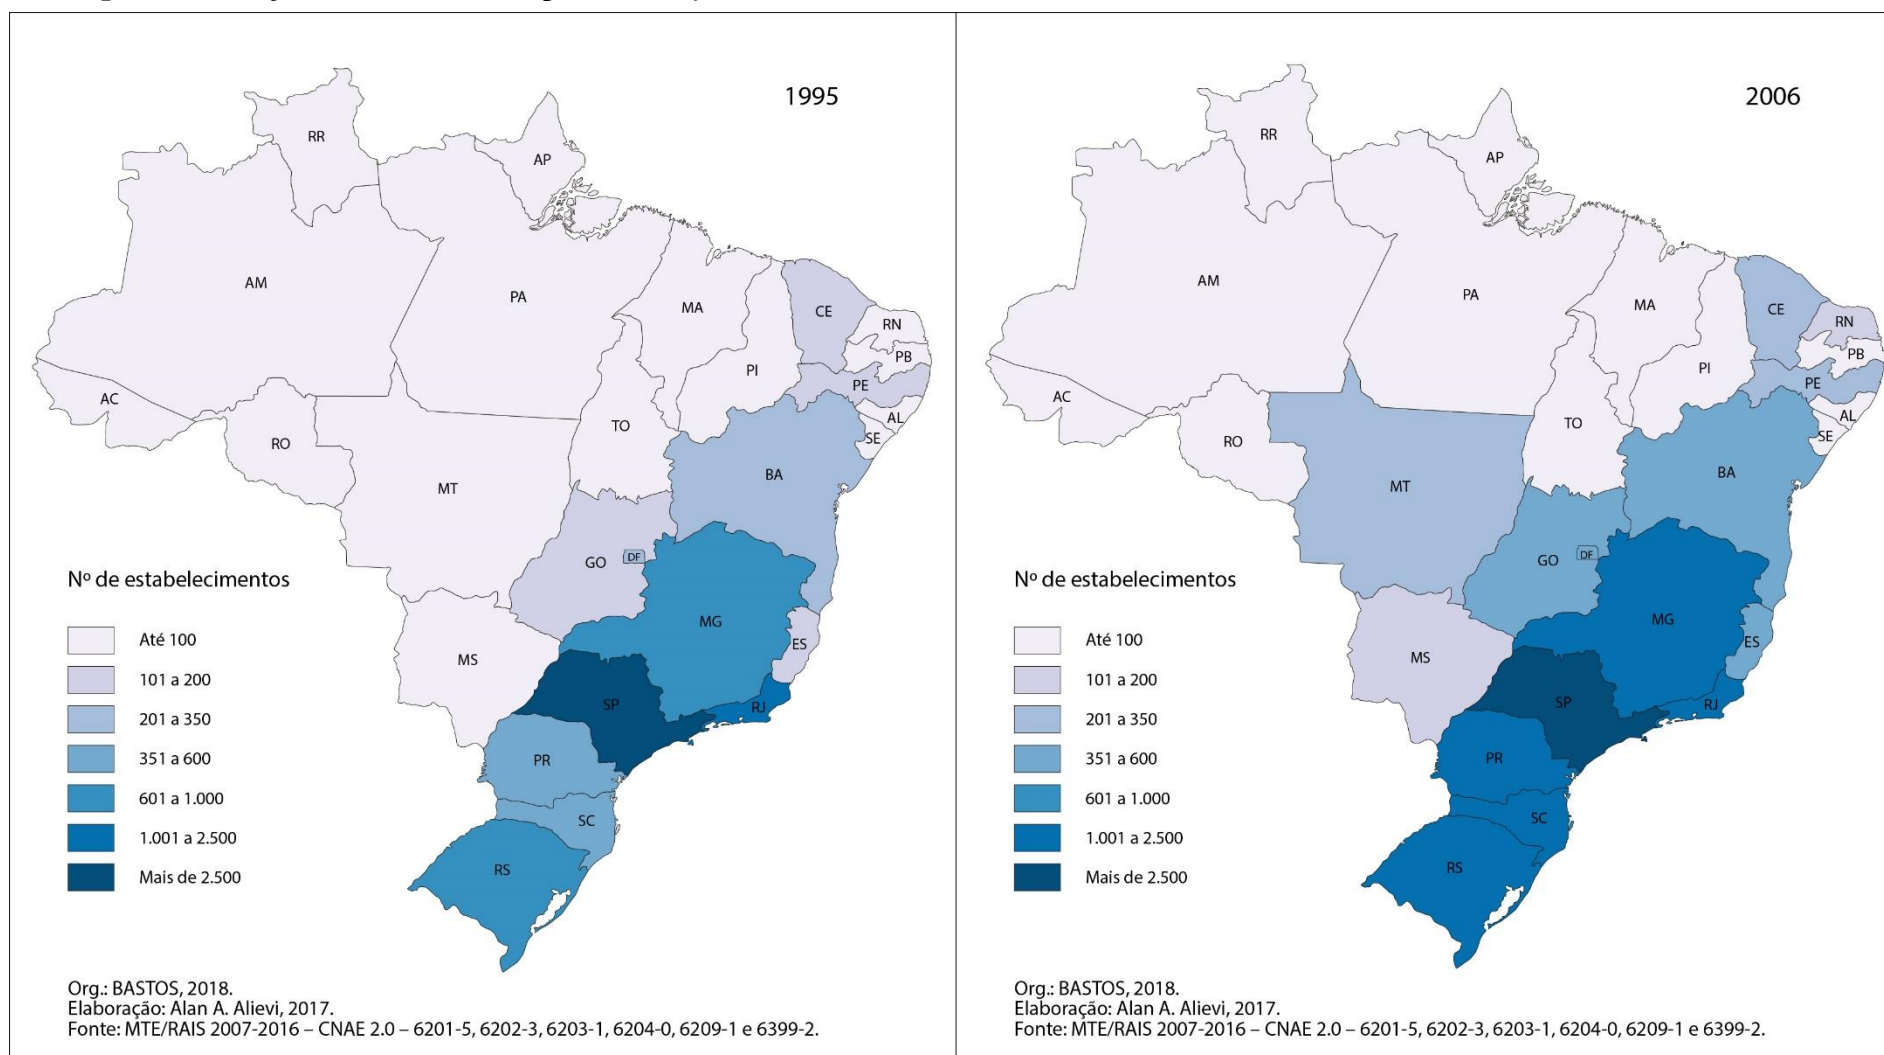 1995
RR
AP
AM
PA
MA
CE
RN
PB
PI
PE
AC
AL
TO
SE
RO
BA
MT
DF
GO
Nº de estabelecimentos
MG
Até 100
ES
MS
101 a 200
SP
RJ
201 a 350
351 a 600
PR
601 a 1.000
SC
1.001 a 2.500
RS
Mais de 2.500
Org.: BASTOS, 2018.
Elaboração: Alan A. Alievi, 2017.
Fonte: MTE/RAIS 2007-2016 – CNAE 2.0 – 6201-5, 6202-3, 6203-1, 6204-0, 6209-1 e 6399-2.
2006
RR
AP
AM
PA
MA
CE
RN
PB
PI
PE
AC
AL
TO
SE
RO
BA
MT
DF
GO
Nº de estabelecimentos
MG
Até 100
ES
MS
101 a 200
SP
RJ
201 a 350
PR
351 a 600
601 a 1.000
SC
1.001 a 2.500
RS
Mais de 2.500
Org.: BASTOS, 2018.
Elaboração: Alan A. Alievi, 2017.
Fonte: MTE/RAIS 2007-2016 – CNAE 2.0 – 6201-5, 6202-3, 6203-1, 6204-0, 6209-1 e 6399-2.